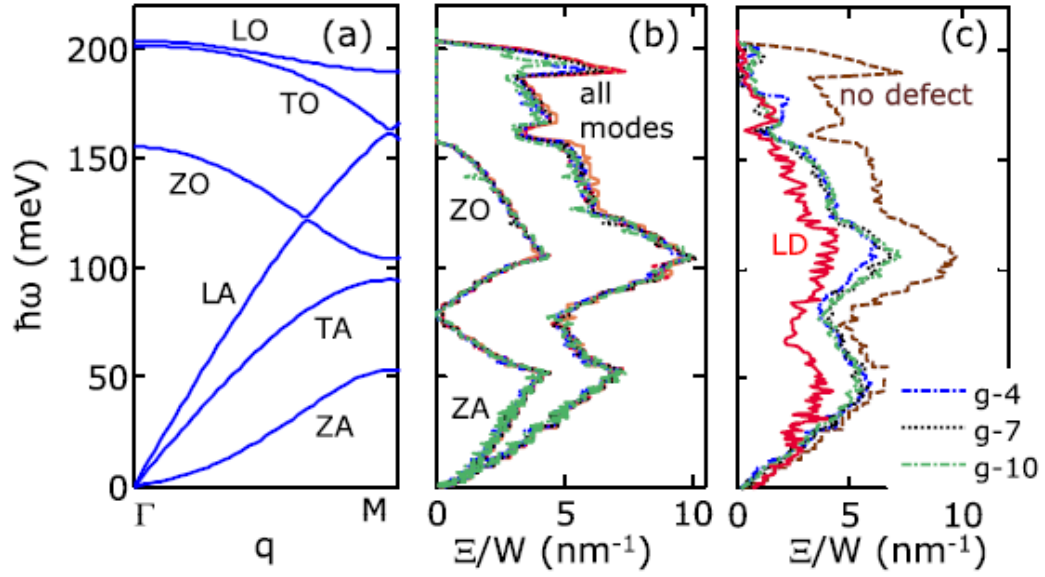 (a)
(b)
(c)
LO
TO
ZO
LA
TA
ZA
ħω (meV)
200
150
100
50
0
Γ
M
q
all
modes
ZO
ZA
0
5
10
Ξ/W (nm⁻¹)
no defect
LD
g-4
g-7
g-10
0
5
10
Ξ/W (nm⁻¹)